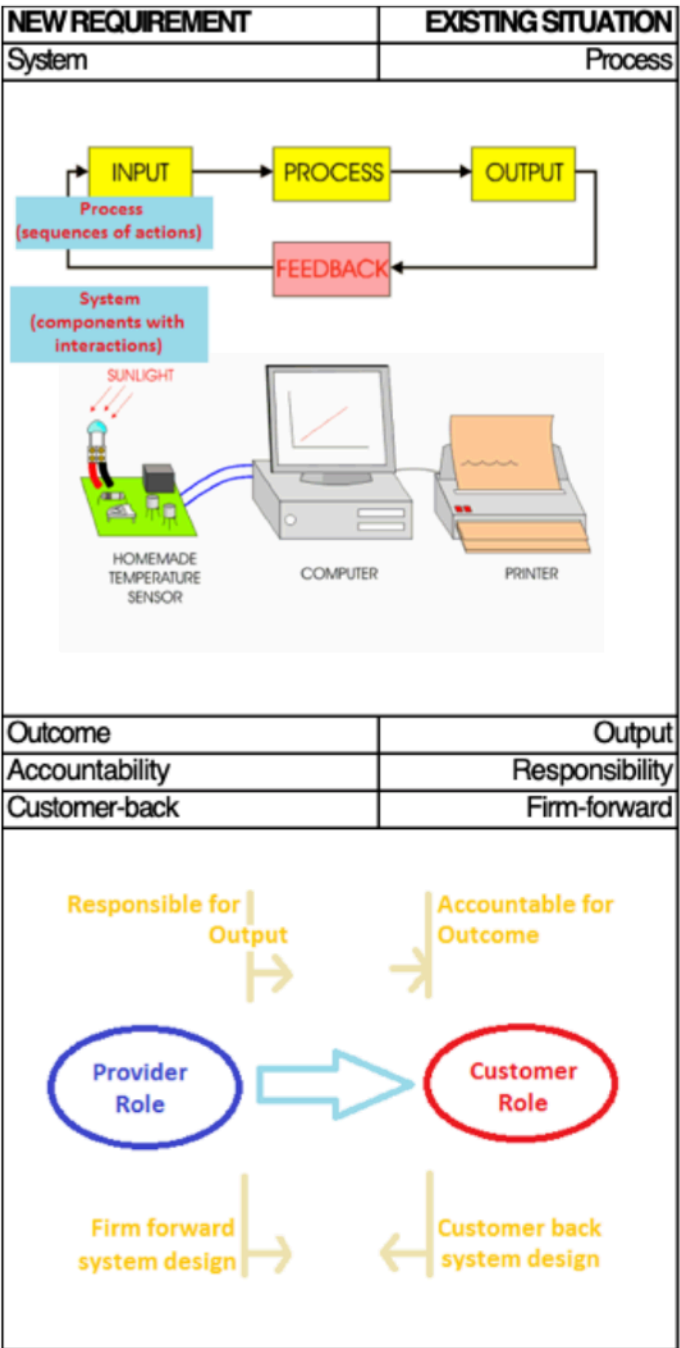 NEW REQUIREMENT EXISTING SITUATION
System Process
INPUT PROCESS OUTPUT
Process
(sequences of actions)
FEEDBACK
System
(components with
interactions)
SUNLIGHT
HOMEMADE
TEMPERATURE
SENSOR
COMPUTER
PRINTER
Outcome Output
Accountability Responsibility
Customer-back Firm-forward
Responsible for
Output
Accountable for
Outcome
Provider
Role
Customer
Role
Firm forward
system design
Customer back
system design